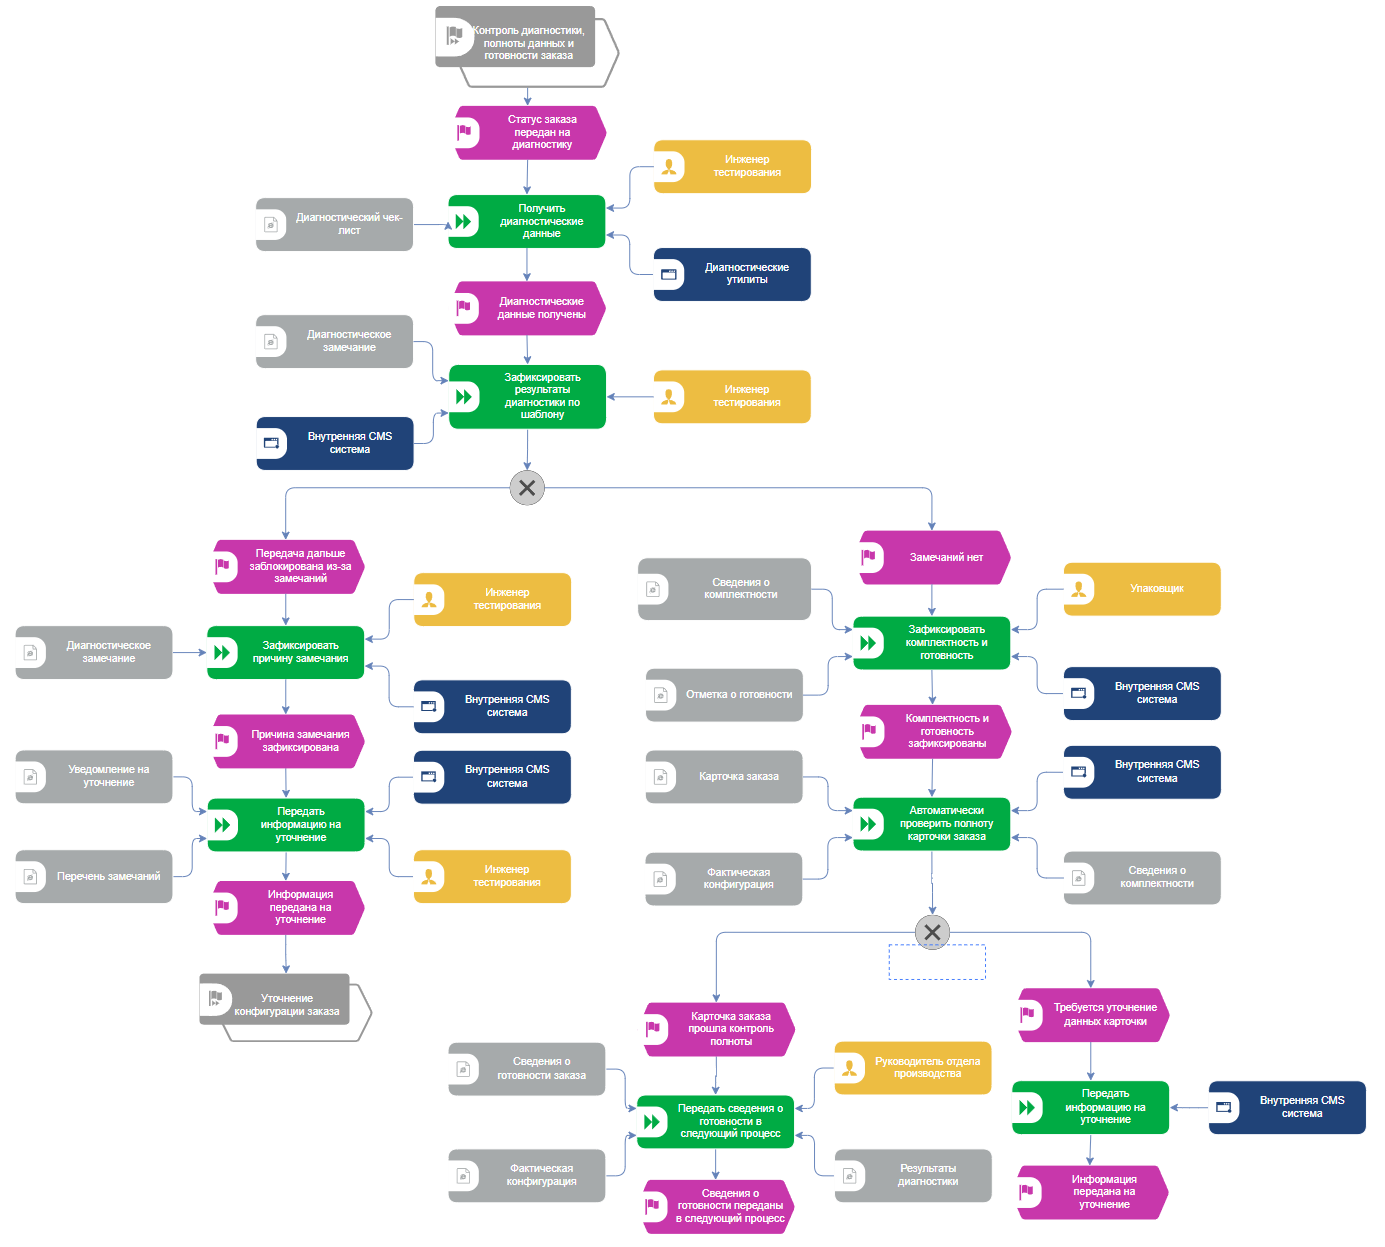 Контроль диагностики,
полноты данных и
готовности заказа
Статус заказа
передан на
диагностику
Инженер
тестирования
Диагностический чек-
лист
Получить
диагностические
данные
Диагностические
утилиты
Диагностические
данные получены
Диагностическое
замечание
Зафиксировать
результаты
диагностики по
шаблону
Инженер
тестирования
Внутренняя CMS
система
Передача дальше
заблокирована из-за
замечаний
Замечаний нет
Инженер
тестирования
Сведения о
комплектности
Упаковщик
Диагностическое
замечание
Зафиксировать
причину замечания
Зафиксировать
комплектность и
готовность
Внутренняя CMS
система
Отметка о готовности
Внутренняя CMS
система
Причина замечания
зафиксирована
Комплектность и
готовность
зафиксированы
Уведомление на
уточнение
Внутренняя CMS
система
Карточка заказа
Внутренняя CMS
система
Передать
информацию на
уточнение
Автоматически
проверить полноту
карточки заказа
Перечень замечаний
Инженер
тестирования
Фактическая
конфигурация
Сведения о
комплектности
Информация
передана на
уточнение
Уточнение
конфигурации заказа
Карточка заказа
прошла контроль
полноты
Требуется уточнение
данных карточки
Сведения о
готовности заказа
Руководитель отдела
производства
Передать сведения о
готовности в
следующий процесс
Передать
информацию на
уточнение
Внутренняя CMS
система
Фактическая
конфигурация
Результаты
диагностики
Сведения о
готовности переданы
в следующий процесс
Информация
передана на
уточнение